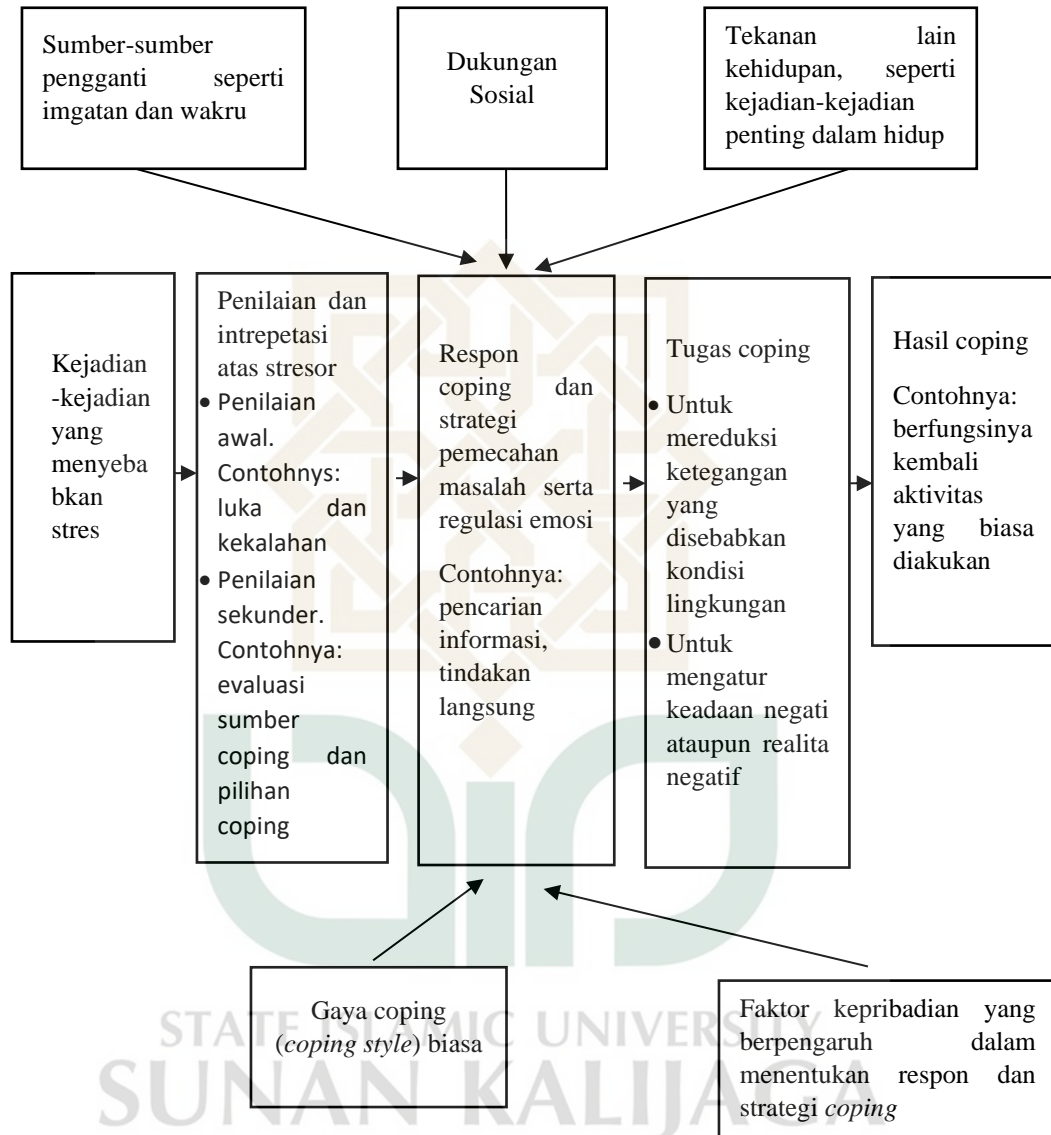 Sumber-sumber
pengganti seperti
imgatan dan wakru
Dukungan
Sosial
Tekanan lain
kehidupan, seperti
kejadian-kejadian
penting dalam hidup
Kejadian
-kejadian
yang
menyeba
bkan
stres
Penilaian dan
intrepetasi
atas stresor
• Penilaian
awal.
Contohnys:
luka dan
kekalahan
• Penilaian
sekunder.
Contohnya:
evaluasi
sumber
coping dan
pilihan
coping
Respon
coping dan
strategi
pemecahan
masalah serta
regulasi emosi
Contohnya:
pencarian
informasi,
tindakan
langsung
Tugas coping
• Untuk
mereduksi
ketegangan
yang
disebabkan
kondisi
lingkungan
• Untuk
mengatur
keadaan negati
ataupun realita
negatif
Hasil coping
Contohnya:
berfungsinya
kembali
aktivitas
yang biasa
diakukan
Gaya coping
(coping style) biasa
Faktor kepribadian yang
berpengaruh dalam
menentukan respon dan
strategi coping
STATE ISLAMIC UNIVERSITY
SUNAN KALIJAGA